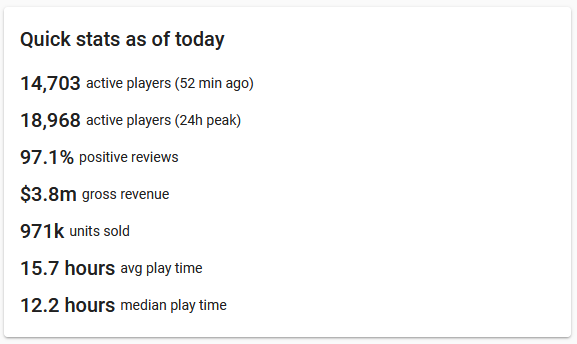 Quick stats as of today
14,703 active players (52 min ago)
18,968 active players (24h peak)
97.1% positive reviews
$3.8m gross revenue
971k units sold
15.7 hours avg play time
12.2 hours median play time